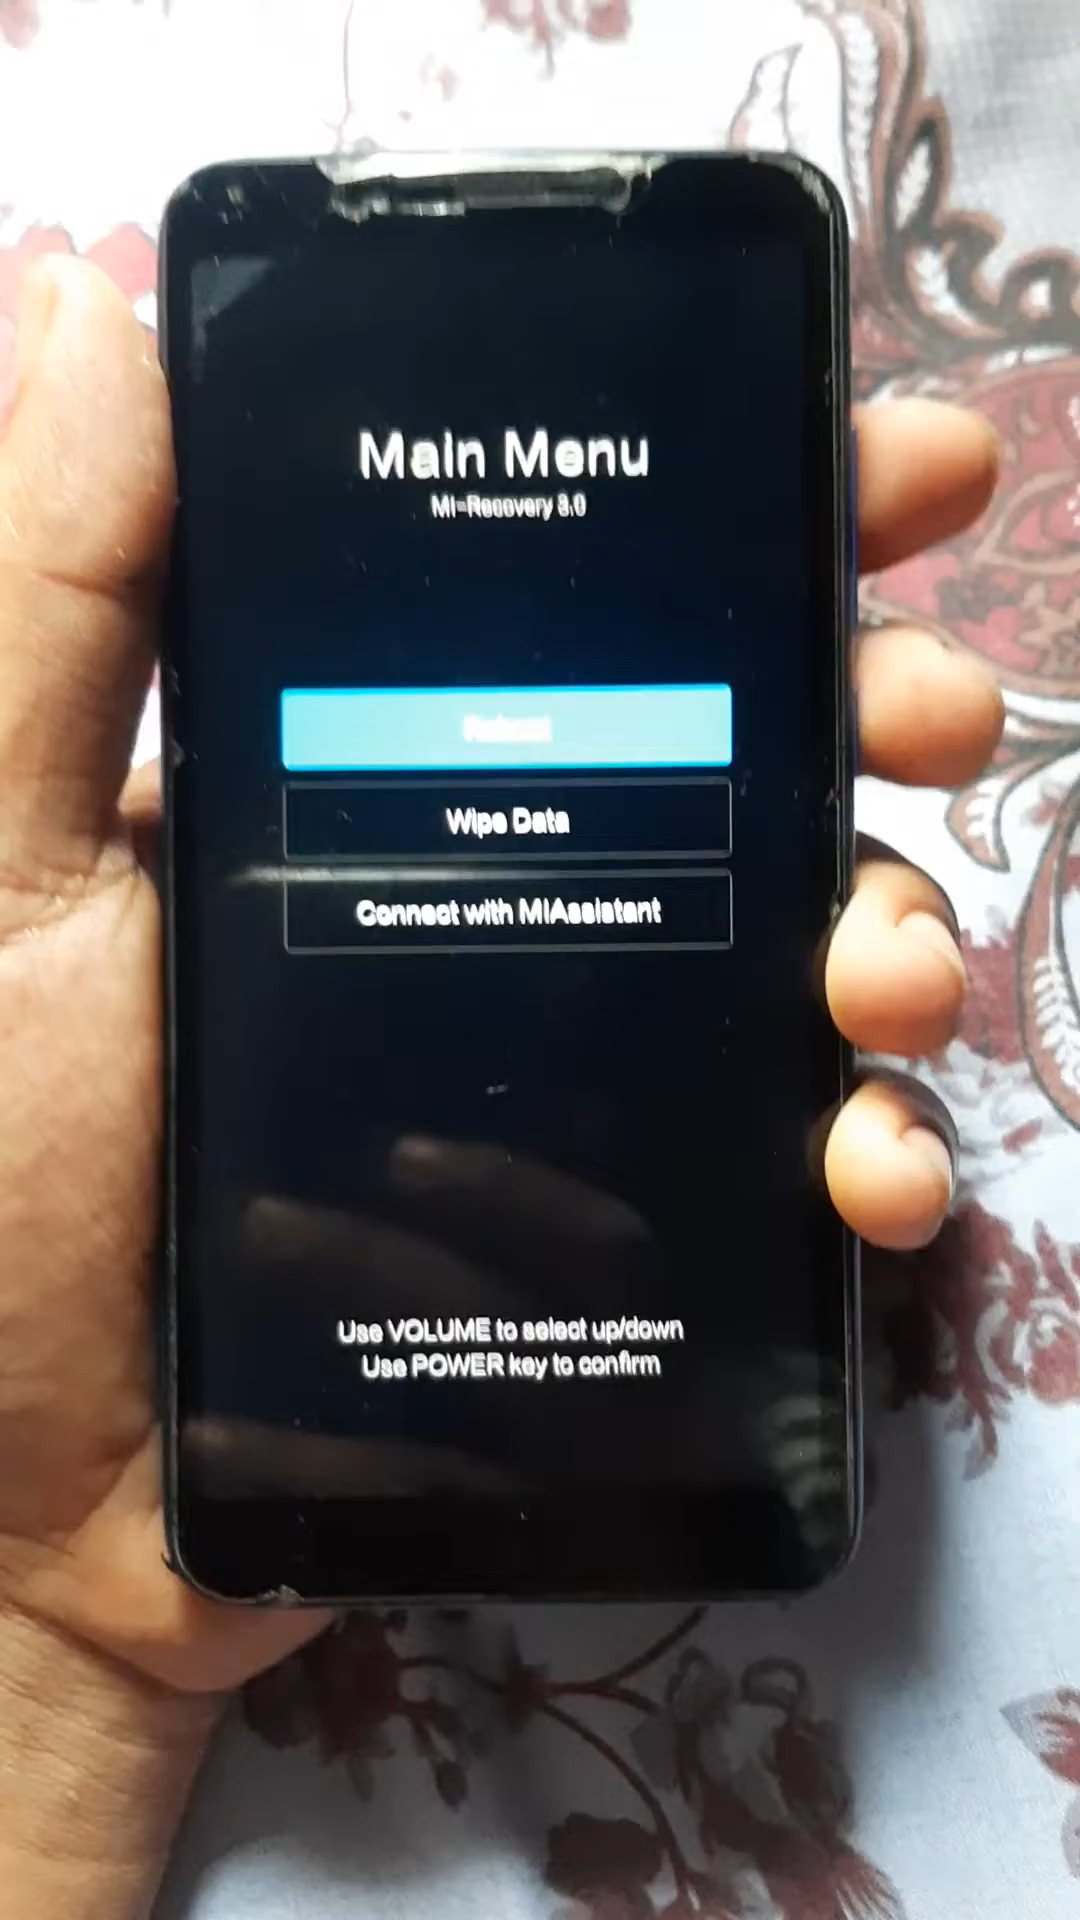 Main Menu
MI-Recovery 3.0
Reboot
Wipe Data
Connect with MIAssistant
Use VOLUME to select up/down
Use POWER key to confirm